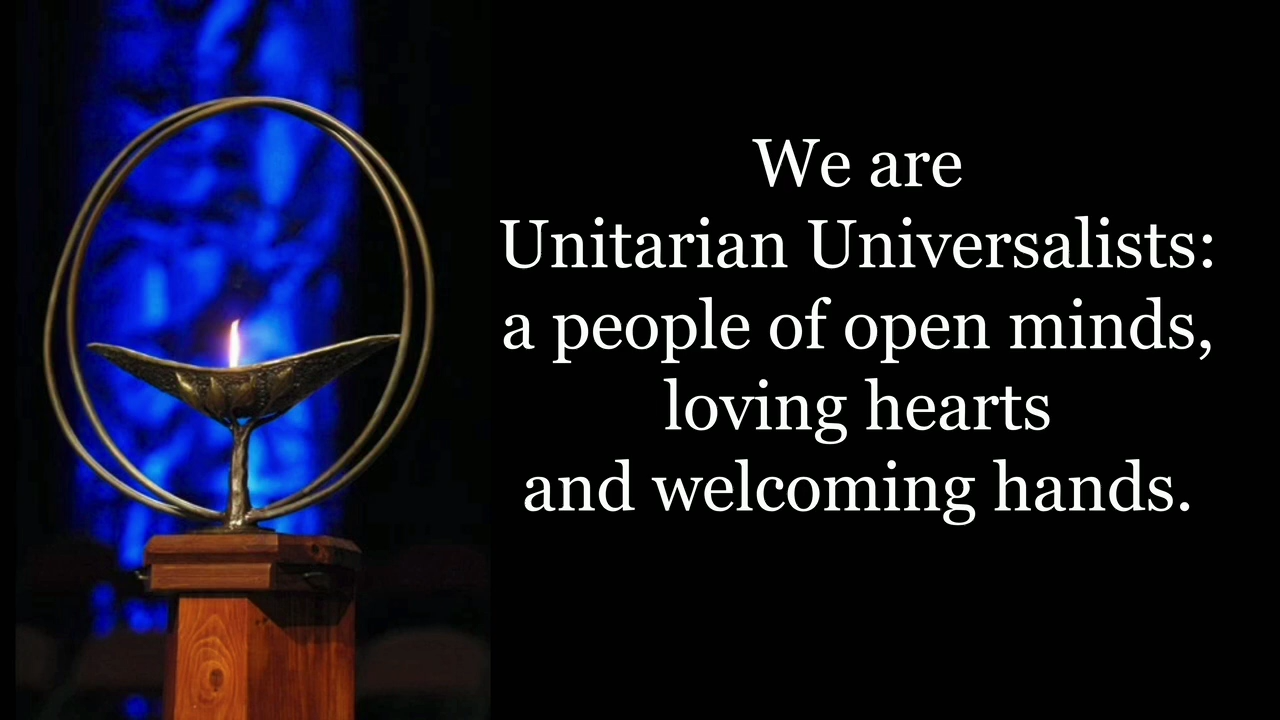 We are
Unitarian Universalists:
a people of open minds,
loving hearts
and welcoming hands.